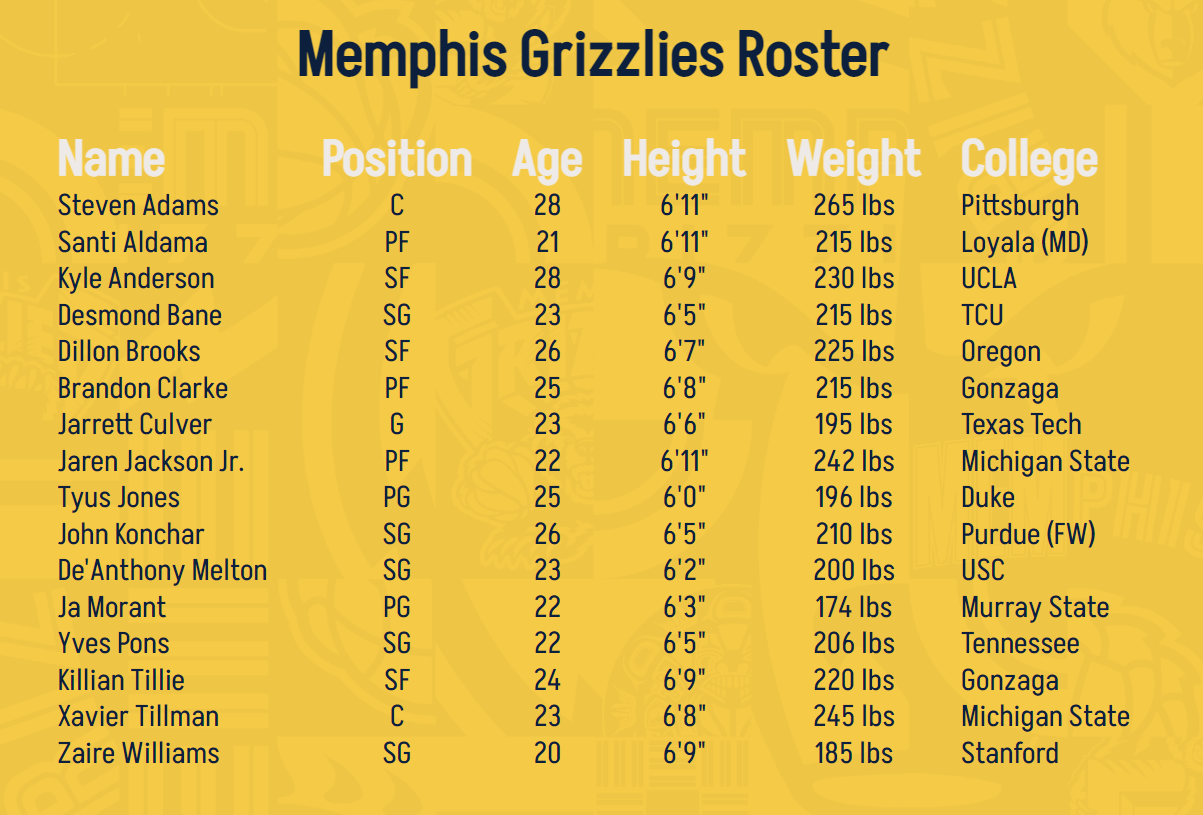 Memphis Grizzlies Roster
Name Position Age Height Weight College
Steven Adams C 28 6'11" 265 lbs Pittsburgh
Santi Aldama PF 21 6'11" 215 lbs Loyala (MD)
Kyle Anderson SF 28 6'9" 230 lbs UCLA
Desmond Bane SG 23 6'5" 215 lbs TCU
Dillon Brooks SF 26 6'7" 225 lbs Oregon
Brandon Clarke PF 25 6'8" 215 lbs Gonzaga
Jarrett Culver G 23 6'6" 195 lbs Texas Tech
Jaren Jackson Jr. PF 22 6'11" 242 lbs Michigan State
Tyus Jones PG 25 6'0" 196 lbs Duke
John Konchar SG 26 6'5" 210 lbs Purdue (FW)
De'Anthony Melton SG 23 6'2" 200 lbs USC
Ja Morant PG 22 6'3" 174 lbs Murray State
Yves Pons SG 22 6'5" 206 lbs Tennessee
Killian Tillie SF 24 6'9" 220 lbs Gonzaga
Xavier Tillman C 23 6'8" 245 lbs Michigan State
Zaire Williams SG 20 6'9" 185 lbs Stanford